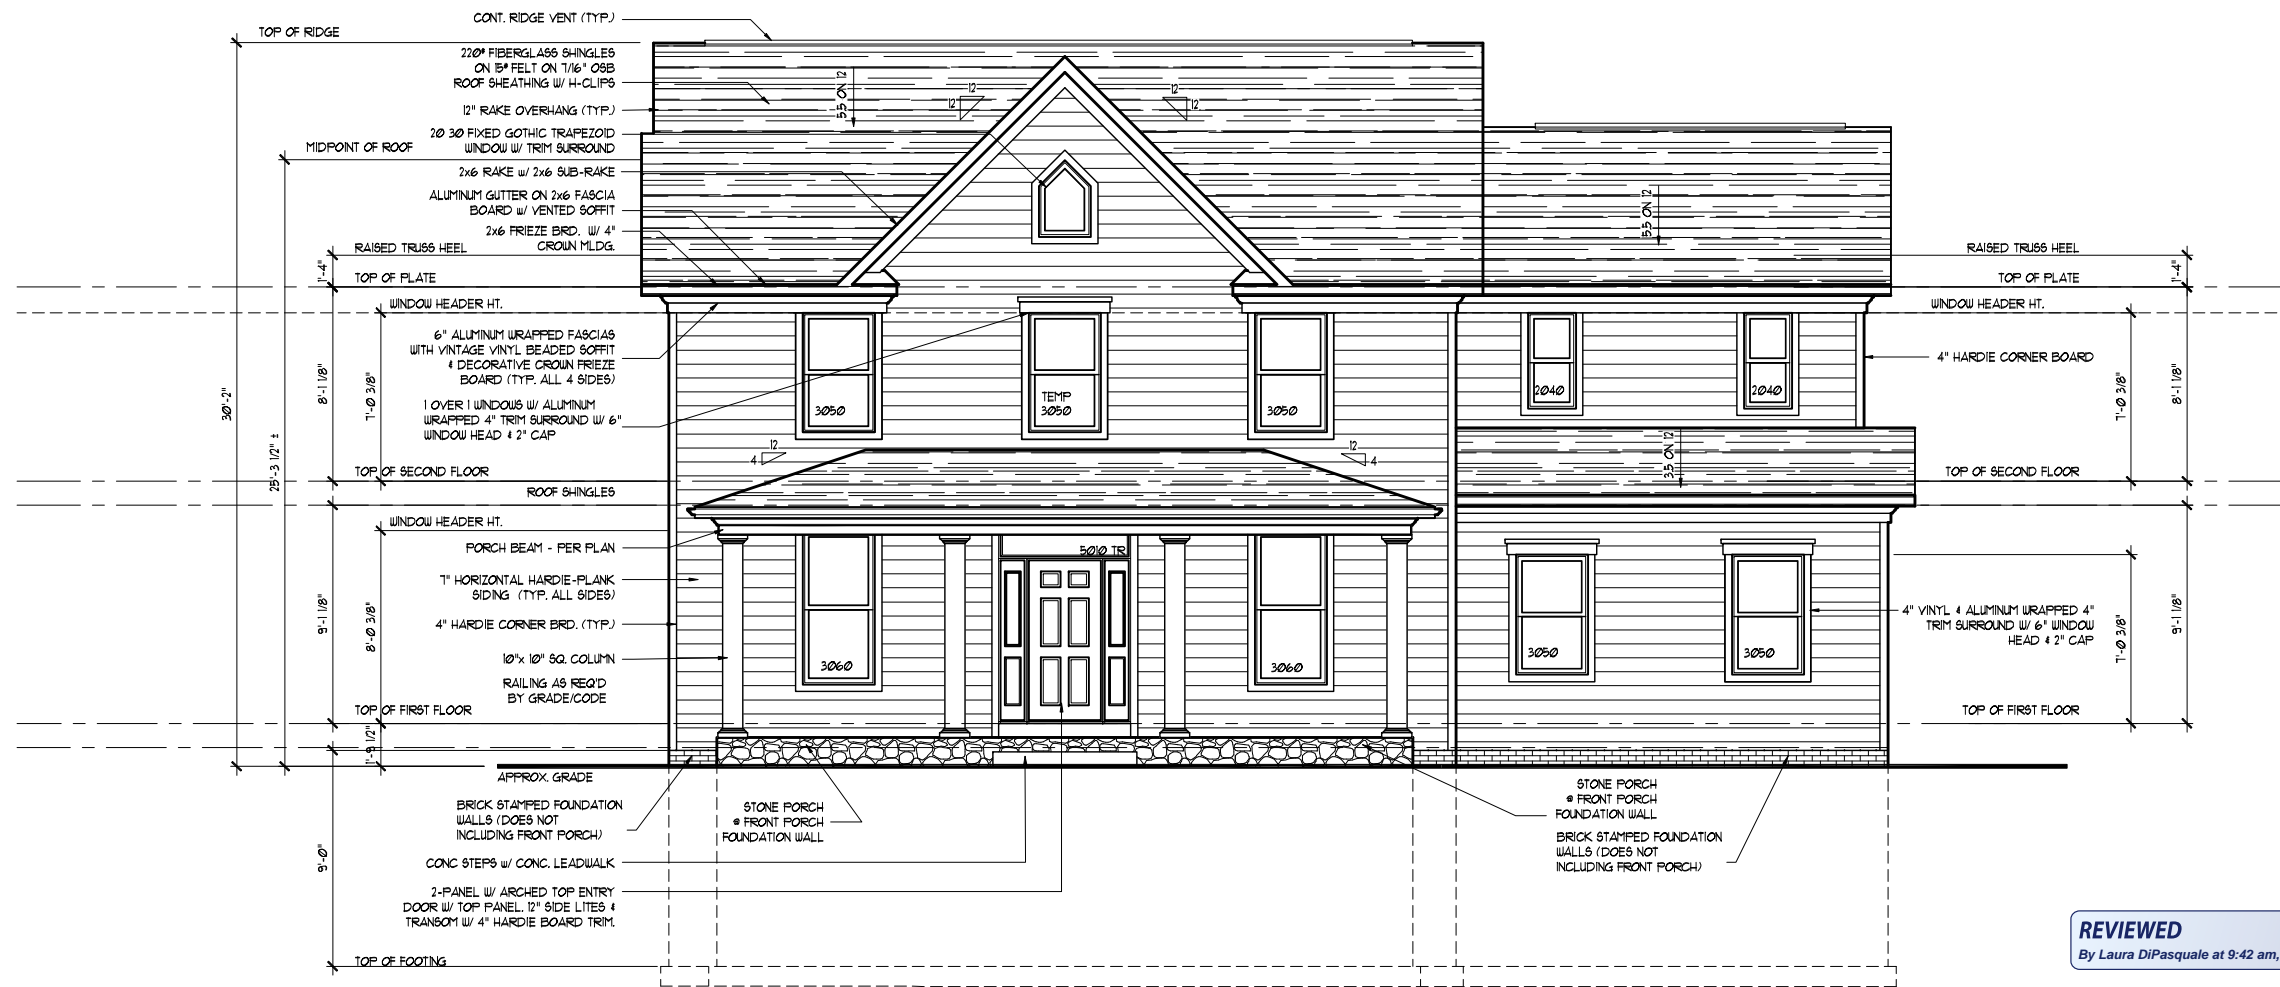 CONT. RIDGE VENT (TYP.)
TOP OF RIDGE
220# FIBERGLASS SHINGLES
ON 15# FELT ON 7/16" OSB
ROOF SHEATHING W/ H-CLIPS
12" RAKE OVERHANG (TYP.)
20 30 FIXED GOTHIC TRAPEZOID
WINDOW W/ TRIM SURROUND
MIDPOINT OF ROOF
2x6 RAKE w/ 2x6 SUB-RAKE
ALUMINUM GUTTER ON 2x6 FASCIA
BOARD w/ VENTED SOFFIT
2x6 FRIEZE BRD. W/ 4"
CROWN MLDG.
RAISED TRUSS HEEL
TOP OF PLATE
WINDOW HEADER HT.
6" ALUMINUM WRAPPED FASCIAS
WITH VINTAGE VINYL BEADED SOFFIT
& DECORATIVE CROWN FRIEZE
BOARD (TYP. ALL 4 SIDES)
1 OVER 1 WINDOWS W/ ALUMINUM
WRAPPED 4" TRIM SURROUND W/ 6"
WINDOW HEAD & 2" CAP
TOP OF SECOND FLOOR
ROOF SHINGLES
WINDOW HEADER HT.
PORCH BEAM - PER PLAN
7" HORIZONTAL HARDIE-PLANK
SIDING (TYP. ALL SIDES)
4" HARDIE CORNER BRD. (TYP.)
10"x 10" SQ. COLUMN
RAILING AS REQ'D
BY GRADE/CODE
TOP OF FIRST FLOOR
APPROX. GRADE
BRICK STAMPED FOUNDATION
WALLS (DOES NOT
INCLUDING FRONT PORCH)
STONE PORCH
@ FRONT PORCH
FOUNDATION WALL
CONC STEPS w/ CONC. LEADWALK
2-PANEL W/ ARCHED TOP ENTRY
DOOR W/ TOP PANEL. 12" SIDE LITES &
TRANSOM W/ 4" HARDIE BOARD TRIM.
TOP OF FOOTING
30'-2"
25'-3 1/2" ±
1'-4"
8'-1 1/8"
7'-0 3/8"
9'-1 1/8"
8'-0 3/8"
1'-9 1/2"
9'-0"
5.5 ON 12
12
12
12
12
5.5 ON 12
3050
TEMP
3050
3050
2040
2040
12
4
12
4
3.5 ON 12
5010 TR.
3060
3060
3050
3050
RAISED TRUSS HEEL
TOP OF PLATE
WINDOW HEADER HT.
4" HARDIE CORNER BOARD
TOP OF SECOND FLOOR
4" VINYL & ALUMINUM WRAPPED 4"
TRIM SURROUND W/ 6" WINDOW
HEAD & 2" CAP
TOP OF FIRST FLOOR
1'-4"
7'-0 3/8"
8'-1 1/8"
7'-0 3/8"
9'-1 1/8"
STONE PORCH
@ FRONT PORCH
FOUNDATION WALL
BRICK STAMPED FOUNDATION
WALLS (DOES NOT
INCLUDING FRONT PORCH)
REVIEWED
By Laura DiPasquale at 9:42 am,